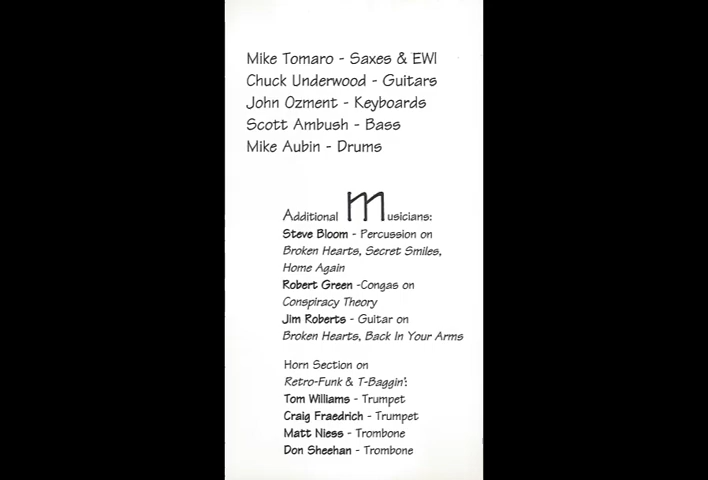 Mike Tomaro - Saxes & EWI
Chuck Underwood - Guitars
John Ozment - Keyboards
Scott Ambush - Bass
Mike Aubin - Drums
Additional Musicians:
Steve Bloom - Percussion on
Broken Hearts, Secret Smiles,
Home Again
Robert Green -Congas on
Conspiracy Theory
Jim Roberts - Guitar on
Broken Hearts, Back In Your Arms
Horn Section on
Retro-Funk & T-Baggin':
Tom Williams - Trumpet
Craig Fraedrich - Trumpet
Matt Niess - Trombone
Don Sheehan - Trombone